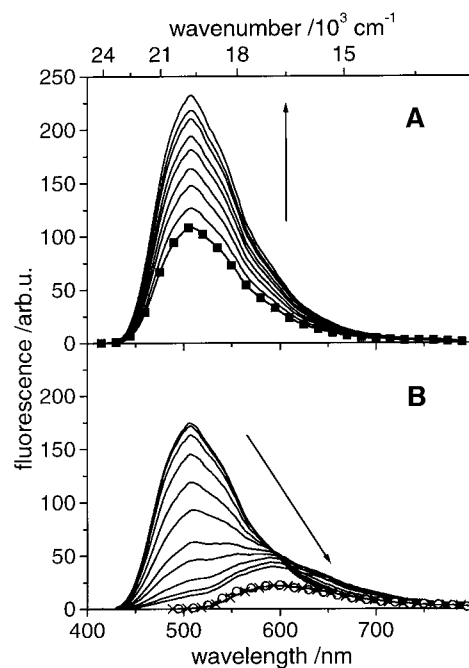 wavenumber /10³ cm⁻¹
24 21 18 15
250
200
150
100
50
0
A
fluorescence /arb.u.
200
150
100
50
0
B
400 500 600 700
wavelength /nm